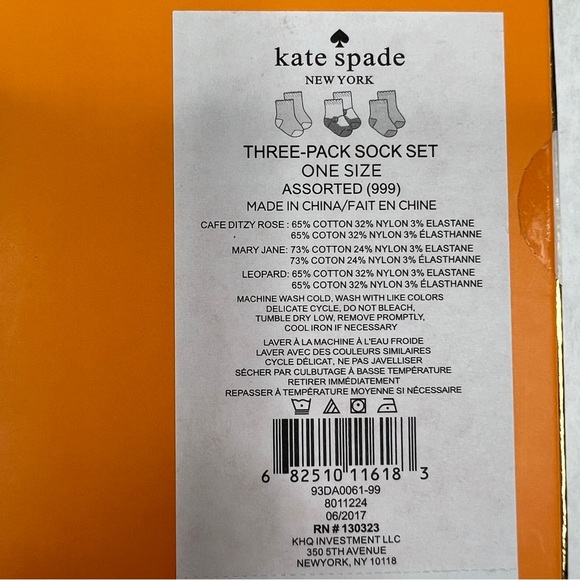 kate spade
NEW YORK
THREE-PACK SOCK SET
ONE SIZE
ASSORTED (999)
MADE IN CHINA/FAIT EN CHINE
CAFE DITZY ROSE : 65% COTTON 32% NYLON 3% ELASTANE
65% COTON 32% NYLON 3% ÉLASTHANNE
MARY JANE: 73% COTTON 24% NYLON 3% ELASTANE
73% COTON 24% NYLON 3% ÉLASTHANNE
LEOPARD: 65% COTTON 32% NYLON 3% ELASTANE
65% COTON 32% NYLON 3% ÉLASTHANNE
MACHINE WASH COLD, WASH WITH LIKE COLORS
DELICATE CYCLE, DO NOT BLEACH,
TUMBLE DRY LOW, REMOVE PROMPTLY,
COOL IRON IF NECESSARY
LAVER À LA MACHINE À L'EAU FROIDE
LAVER AVEC DES COULEURS SIMILAIRES
CYCLE DÉLICAT, NE PAS JAVELLISER
SÉCHER PAR CULBUTAGE À BASSE TEMPÉRATURE
RETIRER IMMÉDIATEMENT
REPASSER À TEMPÉRATURE MOYENNE SI NÉCESSAIRE
6 82510 11618 3
93DA0061-99
8011224
06/2017
RN # 130323
KHQ INVESTMENT LLC
350 5TH AVENUE
NEWYORK, NY 10118